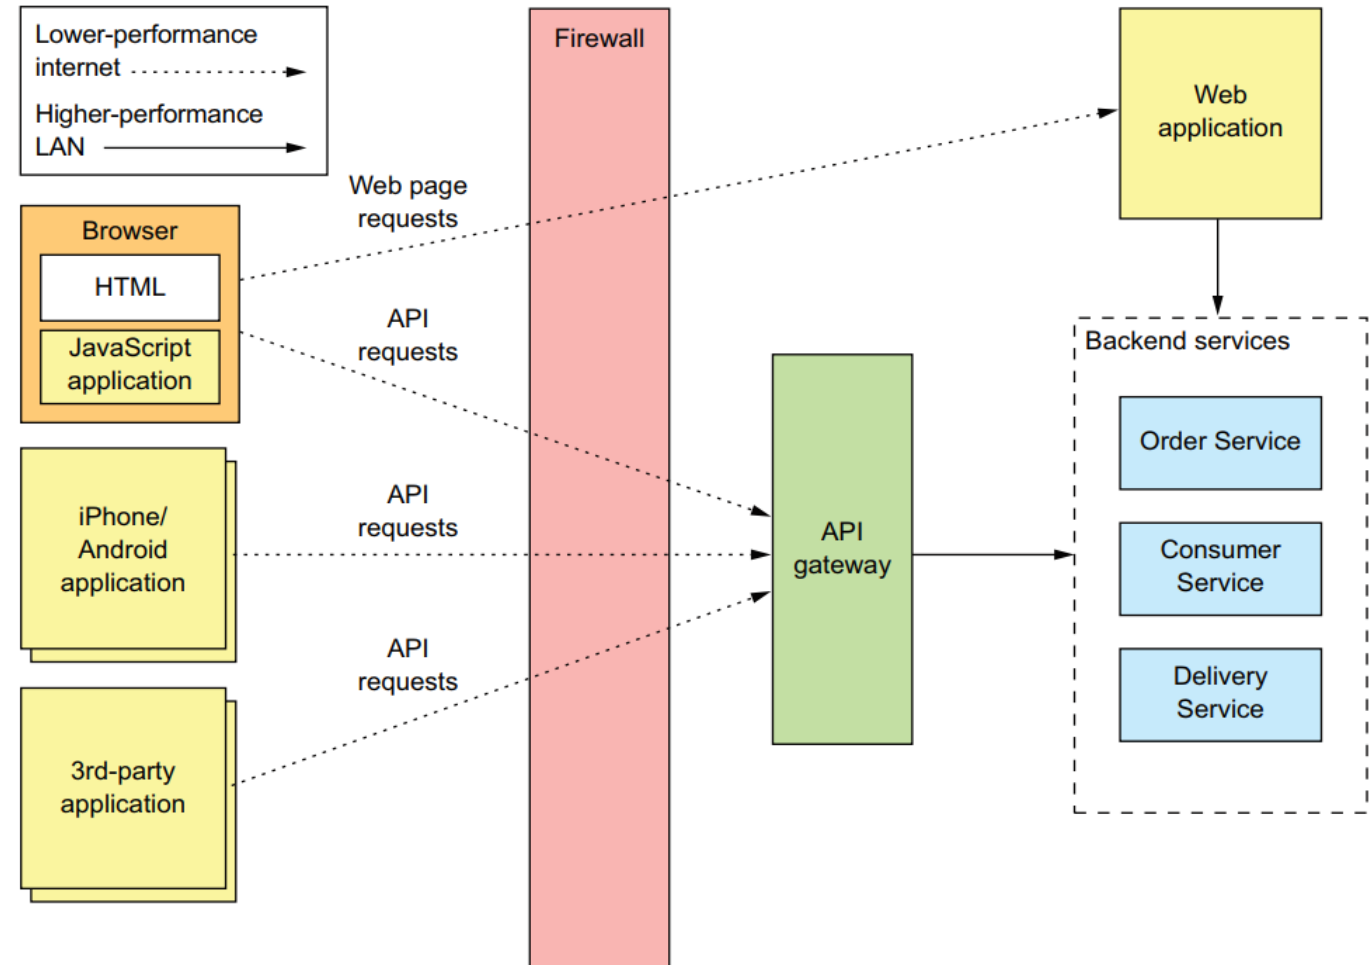 Lower-performance
internet
Higher-performance
LAN
Firewall
Web
application
Web page
requests
Browser
HTML
JavaScript
application
API
requests
Backend services
Order Service
iPhone/
Android
application
API
requests
API
gateway
Consumer
Service
API
requests
Delivery
Service
3rd-party
application